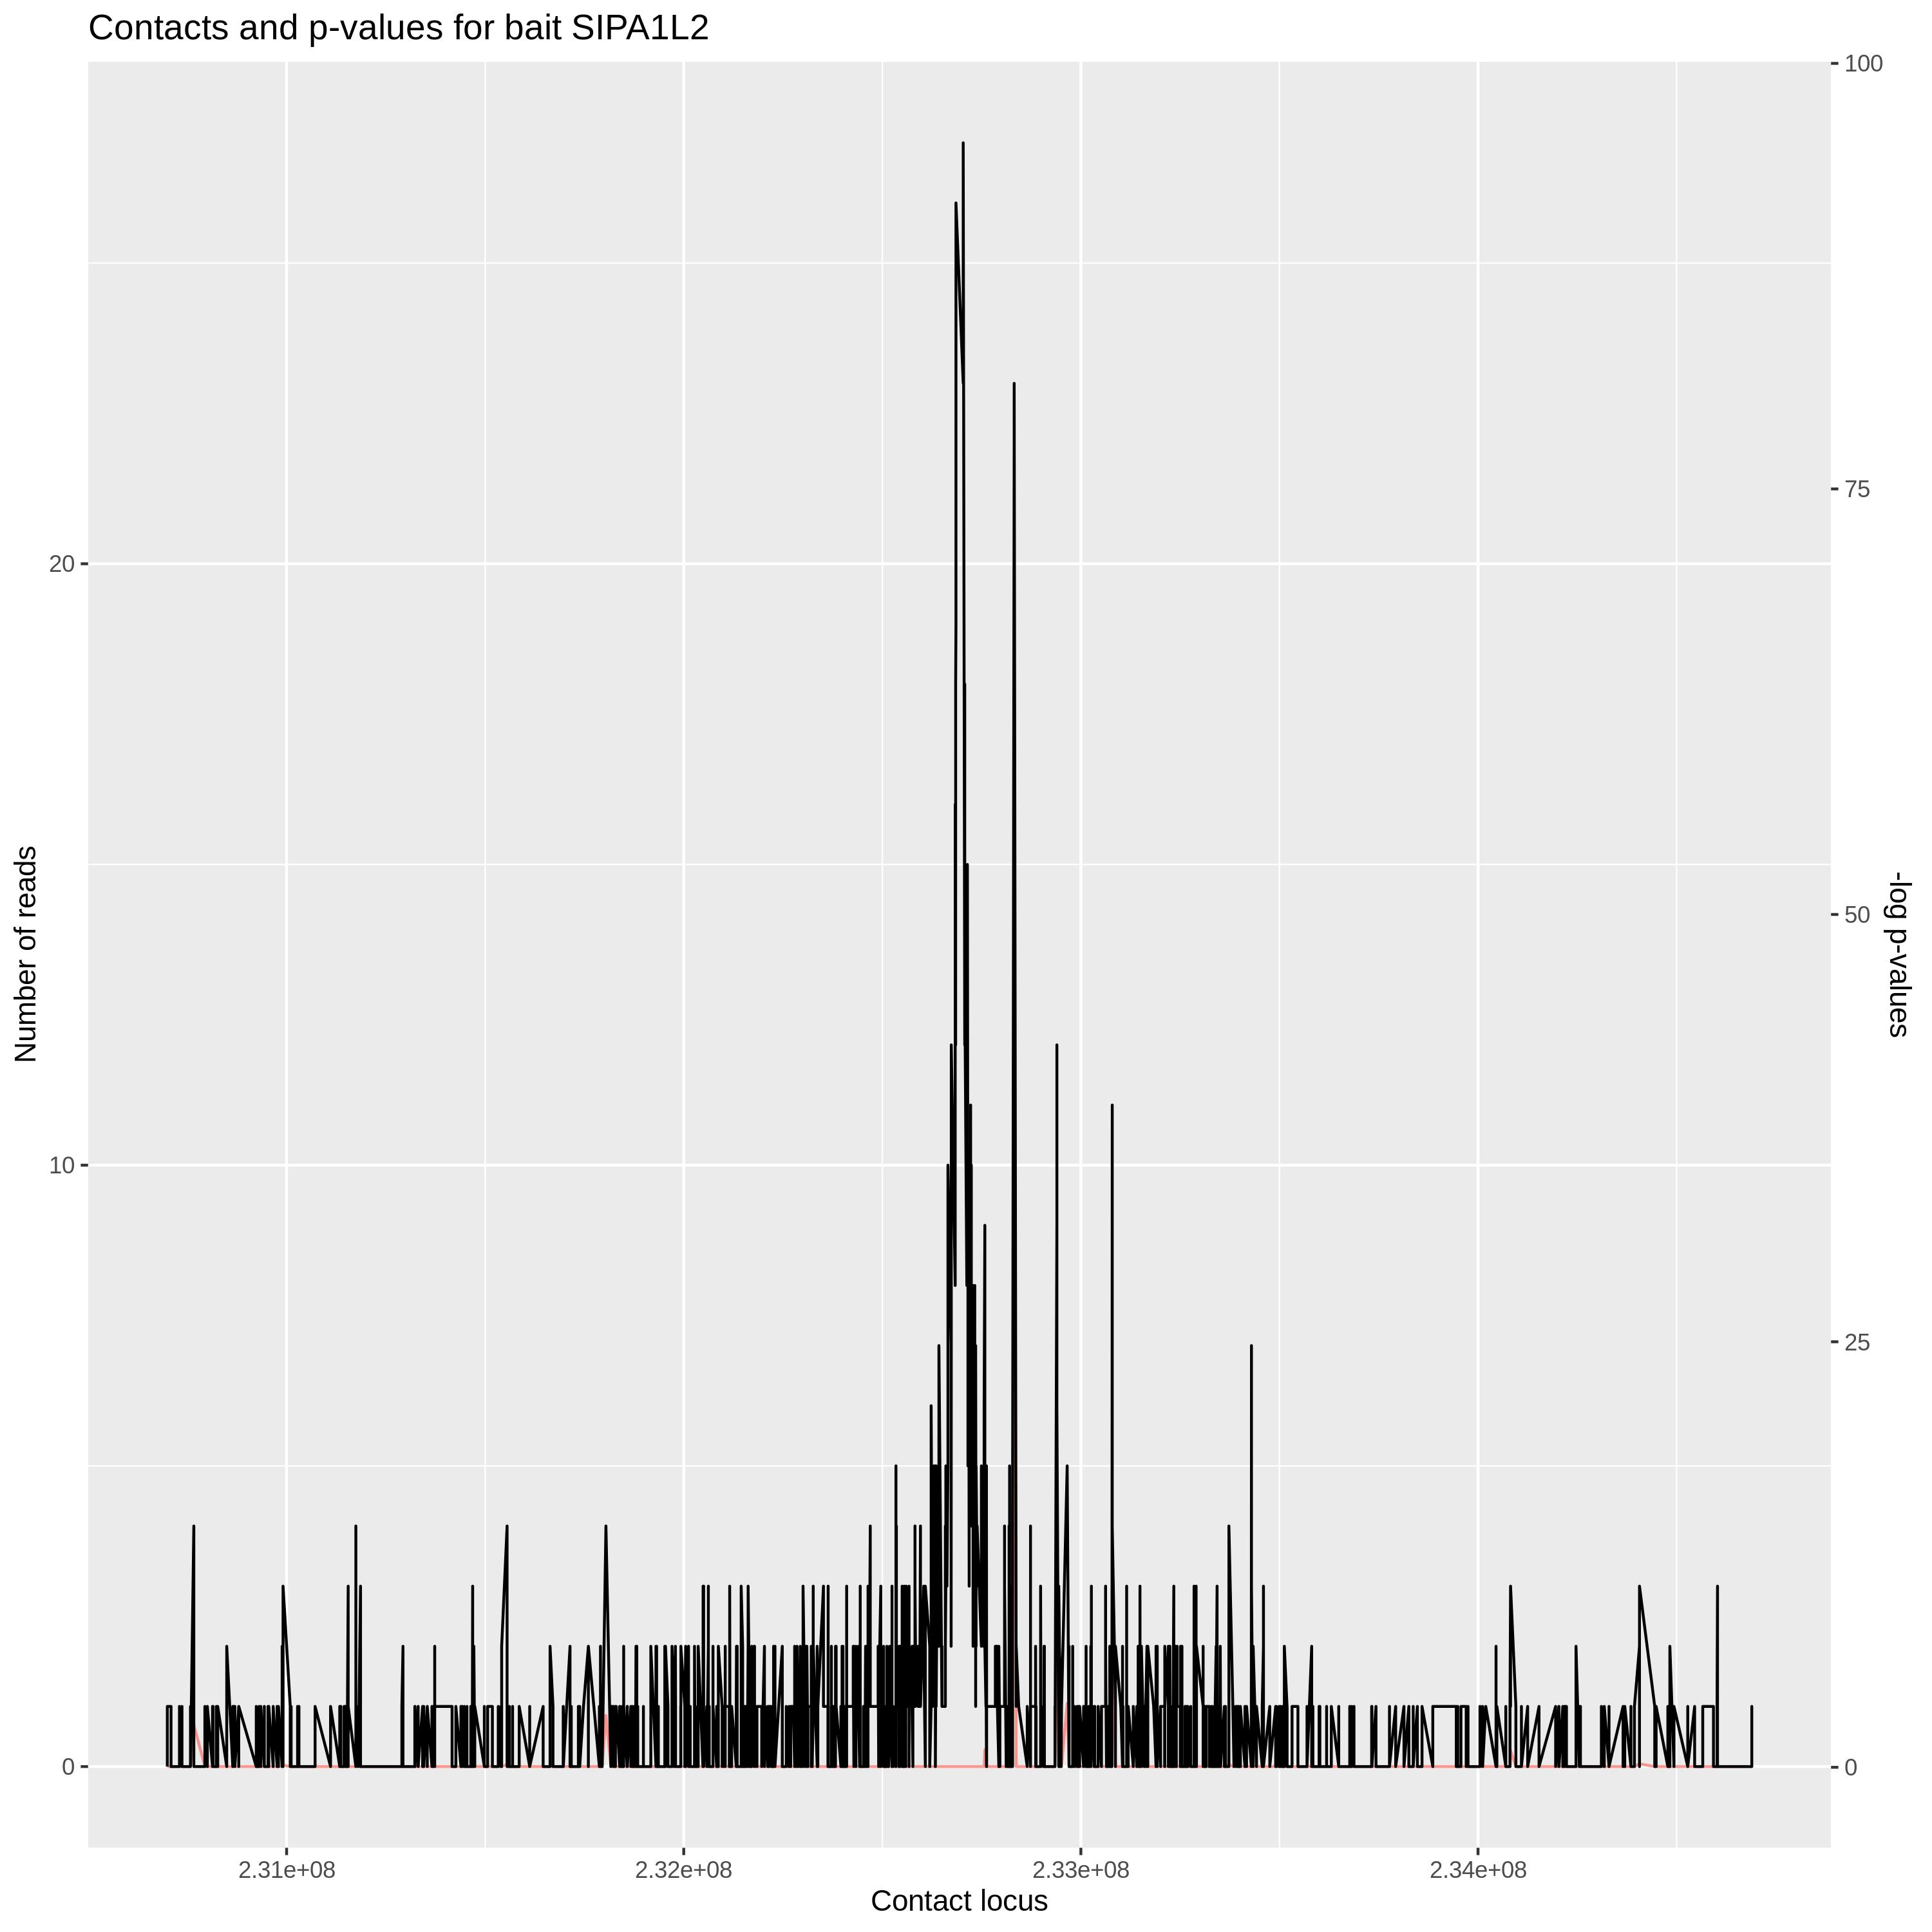 Contacts and p-values for bait SIPA1L2
Number of reads
20
10
0
100
75
50
25
0
-log p-values
2.31e+08
2.32e+08
2.33e+08
2.34e+08
Contact locus